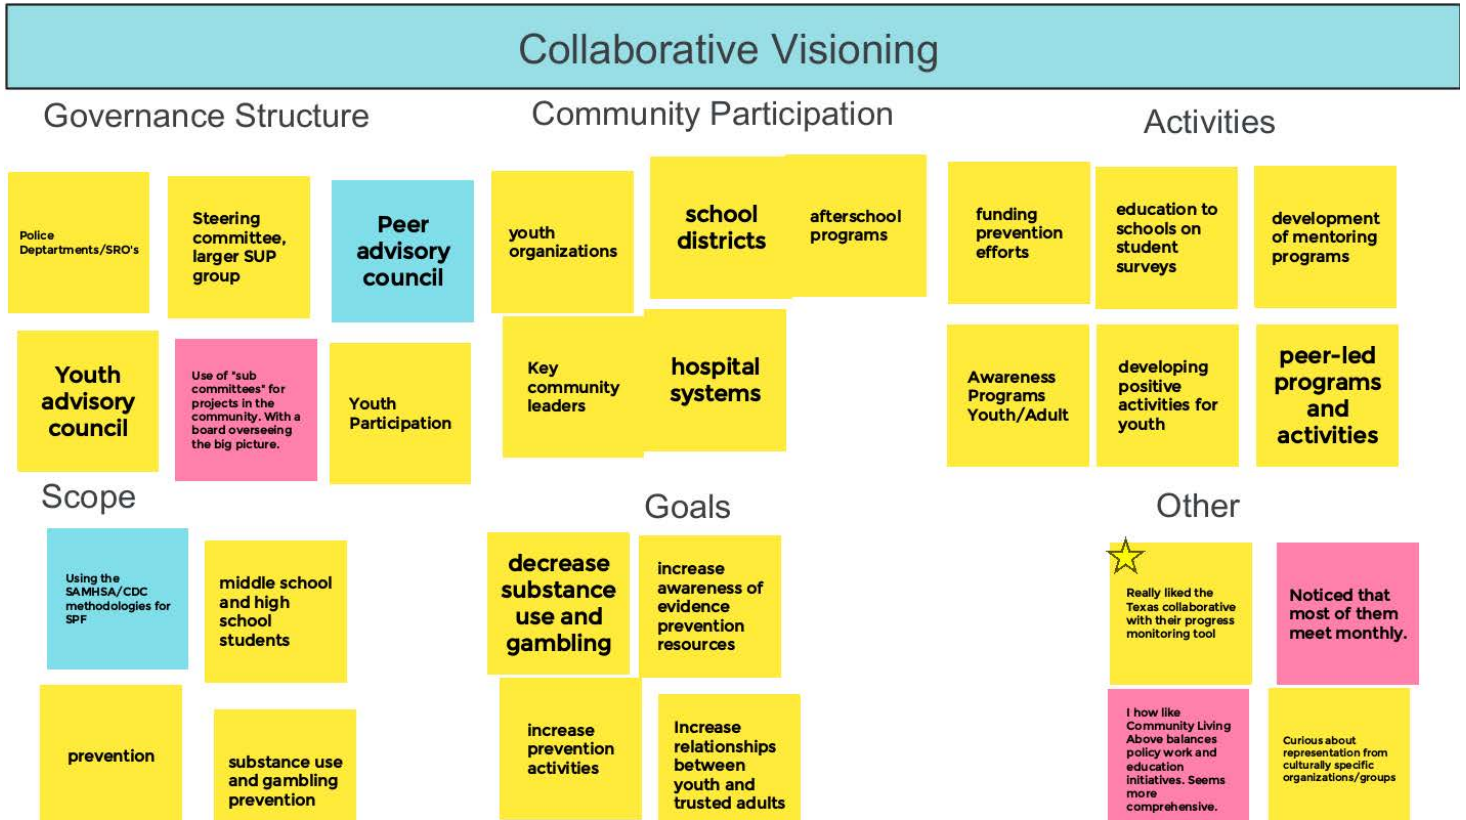 Collaborative Visioning
Governance Structure
Police
Deptartments/SRO's
Steering
committee,
larger SUP
group
Peer
advisory
council
Youth
advisory
council
Use of "sub
committees" for
projects in the
community. With a
board overseeing
the big picture.
Youth
Participation
Community Participation
youth
organizations
school
districts
afterschool
programs
Key
community
leaders
hospital
systems
Activities
funding
prevention
efforts
education to
schools on
student
surveys
development
of mentoring
programs
Awareness
Programs
Youth/Adult
developing
positive
activities for
youth
peer-led
programs
and
activities
Scope
Using the
SAMHSA/CDC
methodologies for
SPF
middle school
and high
school
students
prevention
substance use
and gambling
prevention
Goals
decrease
substance
use and
gambling
increase
awareness of
evidence
prevention
resources
increase
prevention
activities
Increase
relationships
between
youth and
trusted adults
Other
Really liked the
Texas collaborative
with their progress
monitoring tool
Noticed that
most of them
meet monthly.
I how like
Community Living
Above balances
policy work and
education
initiatives. Seems
more
comprehensive.
Curious about
representation from
culturally specific
organizations/groups